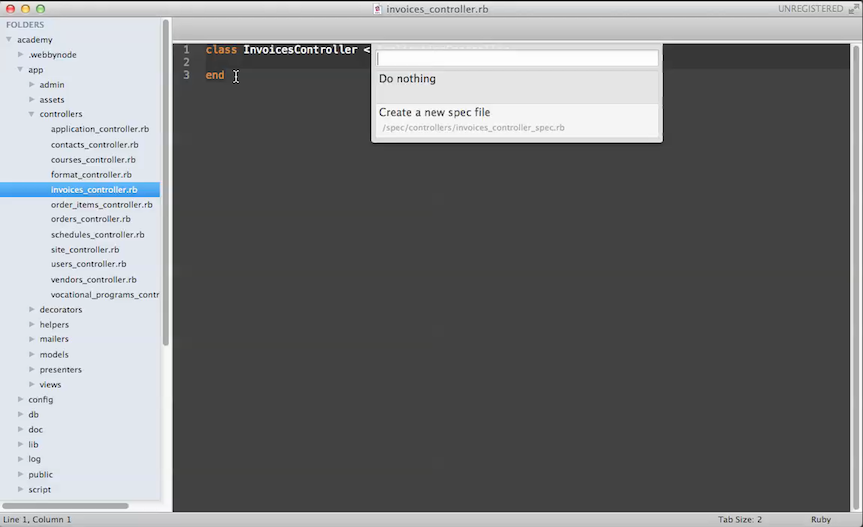 invoices_controller.rb
UNREGISTERED
FOLDERS
academy
.webbynode
app
admin
assets
controllers
application_controller.rb
contacts_controller.rb
courses_controller.rb
format_controller.rb
invoices_controller.rb
order_items_controller.rb
orders_controller.rb
schedules_controller.rb
site_controller.rb
users_controller.rb
vendors_controller.rb
vocational_programs_contr
decorators
helpers
mailers
models
presenters
views
config
db
doc
lib
log
public
script
1 class InvoicesController <
2
3 end
Do nothing
Create a new spec file
/spec/controllers/invoices_controller_spec.rb
Line 1, Column 1
Tab Size: 2
Ruby